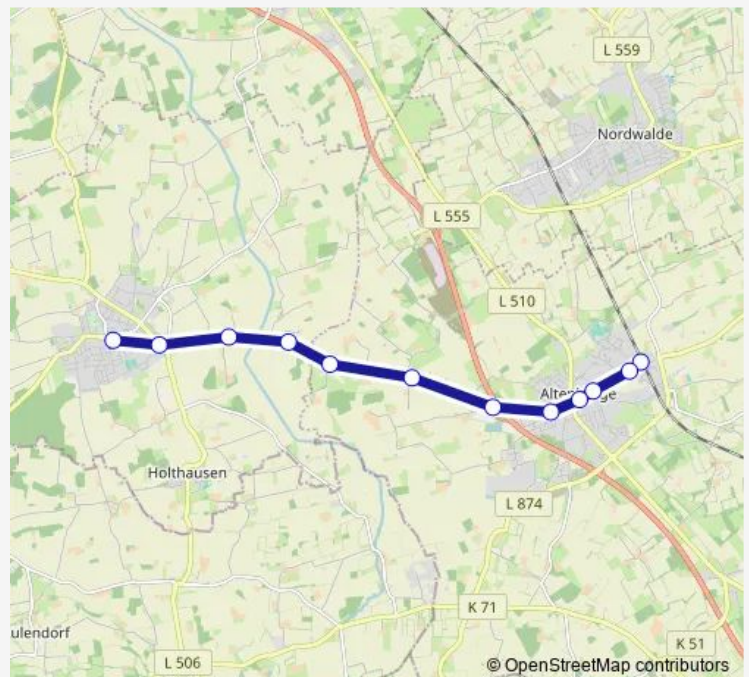 L 559
Nordwalde
L 555
L 510
Holthausen
L 874
K 71
ulendorf
K 51
L 506
© OpenStreetMap contributors